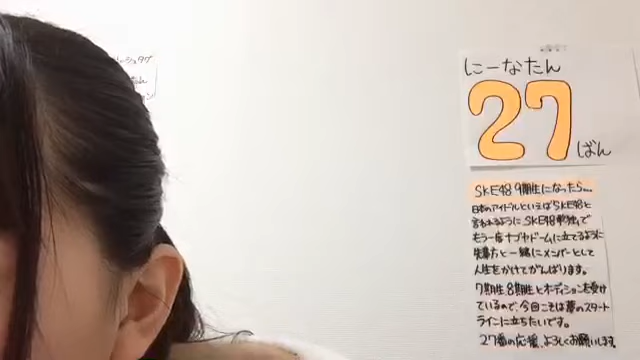 にーなたん
27
ばん
SKE48 9期生になったら…
日本のアイドルといえばSKE48と
言われるように SKE48単独で
もう一度ナゴヤドームに立てるように
先輩方と一緒にメンバーとして
人生をかけてがんばります。
7期生 8期生とオーディションを受け
ているので、今回こそは夢のスタート
ラインに立ちたいです。
27番の応援、よろしくお願いします。